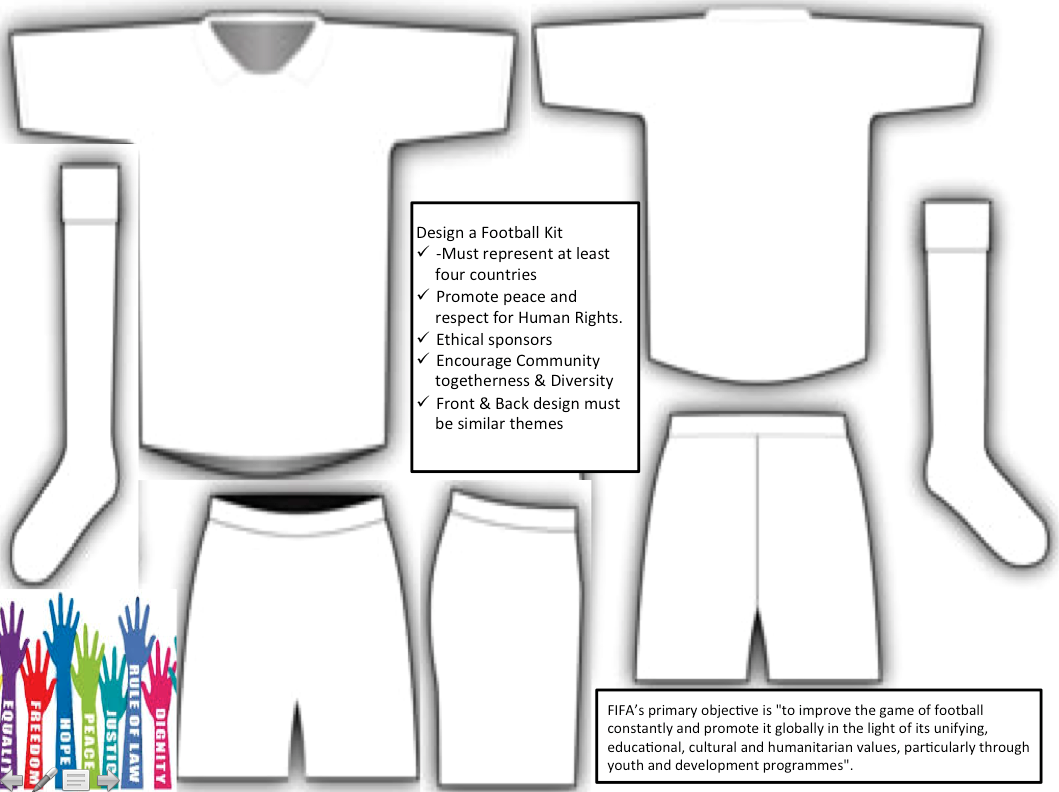 Design a Football Kit
✓ -Must represent at least
four countries
✓ Promote peace and
respect for Human Rights.
✓ Ethical sponsors
✓ Encourage Community
togetherness & Diversity
✓ Front & Back design must
be similar themes
FREEDOM
HOPE
PEACE
JUSTIC
RULE OF LAW
DIGNITY
FIFA's primary objective is "to improve the game of football
constantly and promote it globally in the light of its unifying,
educational, cultural and humanitarian values, particularly through
youth and development programmes".